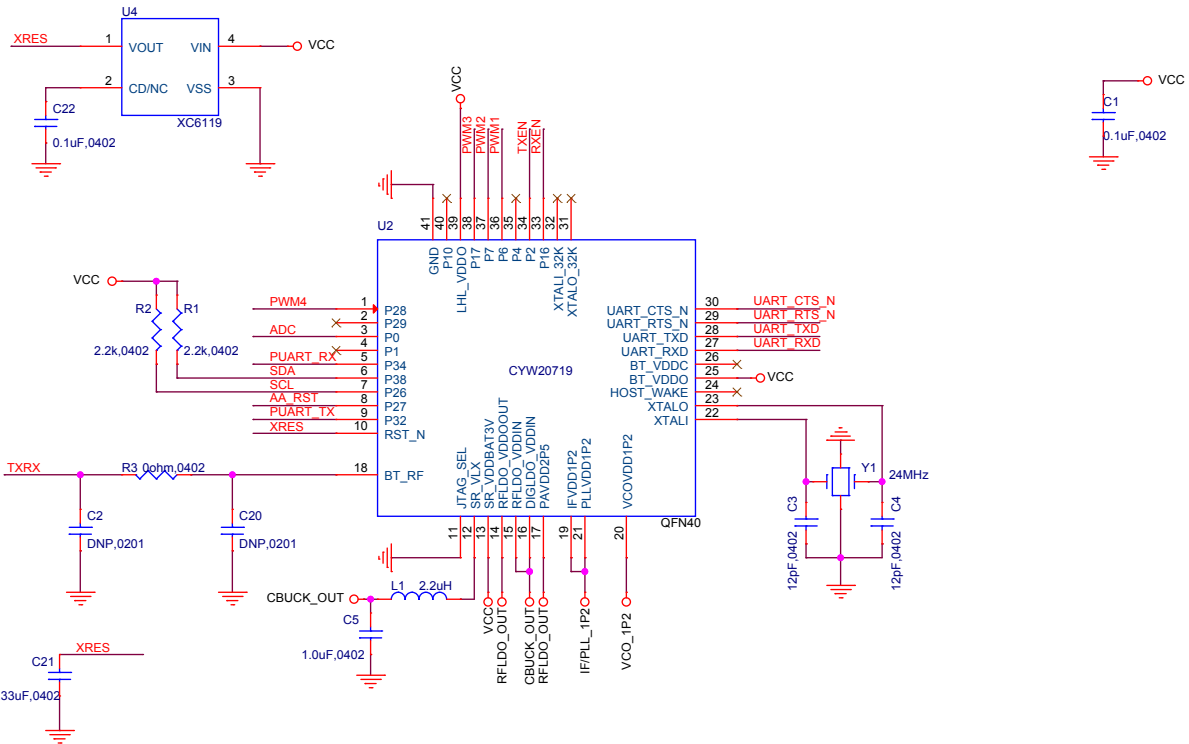 U4
XRES 1 VOUT VIN 4 VCC
2 CD/NC VSS 3
XC6119
C22
0.1uF,0402
VCC
C1
0.1uF,0402
VCC
PWM3
PWM2
PWM1
TXEN
RXEN
41 40 39 38 37 36 35 34 33 32 31
U2
GND P10 LHL_VDDO P17 P7 P6 P4 P2 P16 XTALI_32K XTALO_32K
VCC
R2 R1
2.2k,0402 2.2k,0402
PWM4 1 P28
2 P29
ADC 3 P0
4 P1
PUART_RX 5 P34
SDA 6 P38
SCL 7 P26
AA_RST 8 P27
PUART_TX 9 P32
XRES 10 RST_N
CYW20719
UART_CTS_N 30 UART_CTS_N
UART_RTS_N 29 UART_RTS_N
UART_TXD 28 UART_TXD
UART_RXD 27 UART_RXD
BT_VDDC 26
BT_VDDO 25 VCC
HOST_WAKE 24
XTALO 23
XTALI 22
TXRX R3 0ohm,0402 18 BT_RF
C2
DNP,0201
C20
DNP,0201
JTAG_SEL SR_VLX SR_VDDBAT3V RFLDO_VDDOOUT RFLDO_VDDIN DIGLDO_VDDIN PAVDD2P5 IFVDD1P2 PLLVDD1P2 VCOVDD1P2
QFN40
11 12 13 14 15 16 17 19 21 20
Y1
24MHz
C3
12pF,0402
C4
12pF,0402
CBUCK_OUT L1 2.2uH
C5
1.0uF,0402
VCC
RFLDO_OUT
CBUCK_OUT
RFLDO_OUT
IF/PLL_1P2
VCO_1P2
XRES
C21
33uF,0402